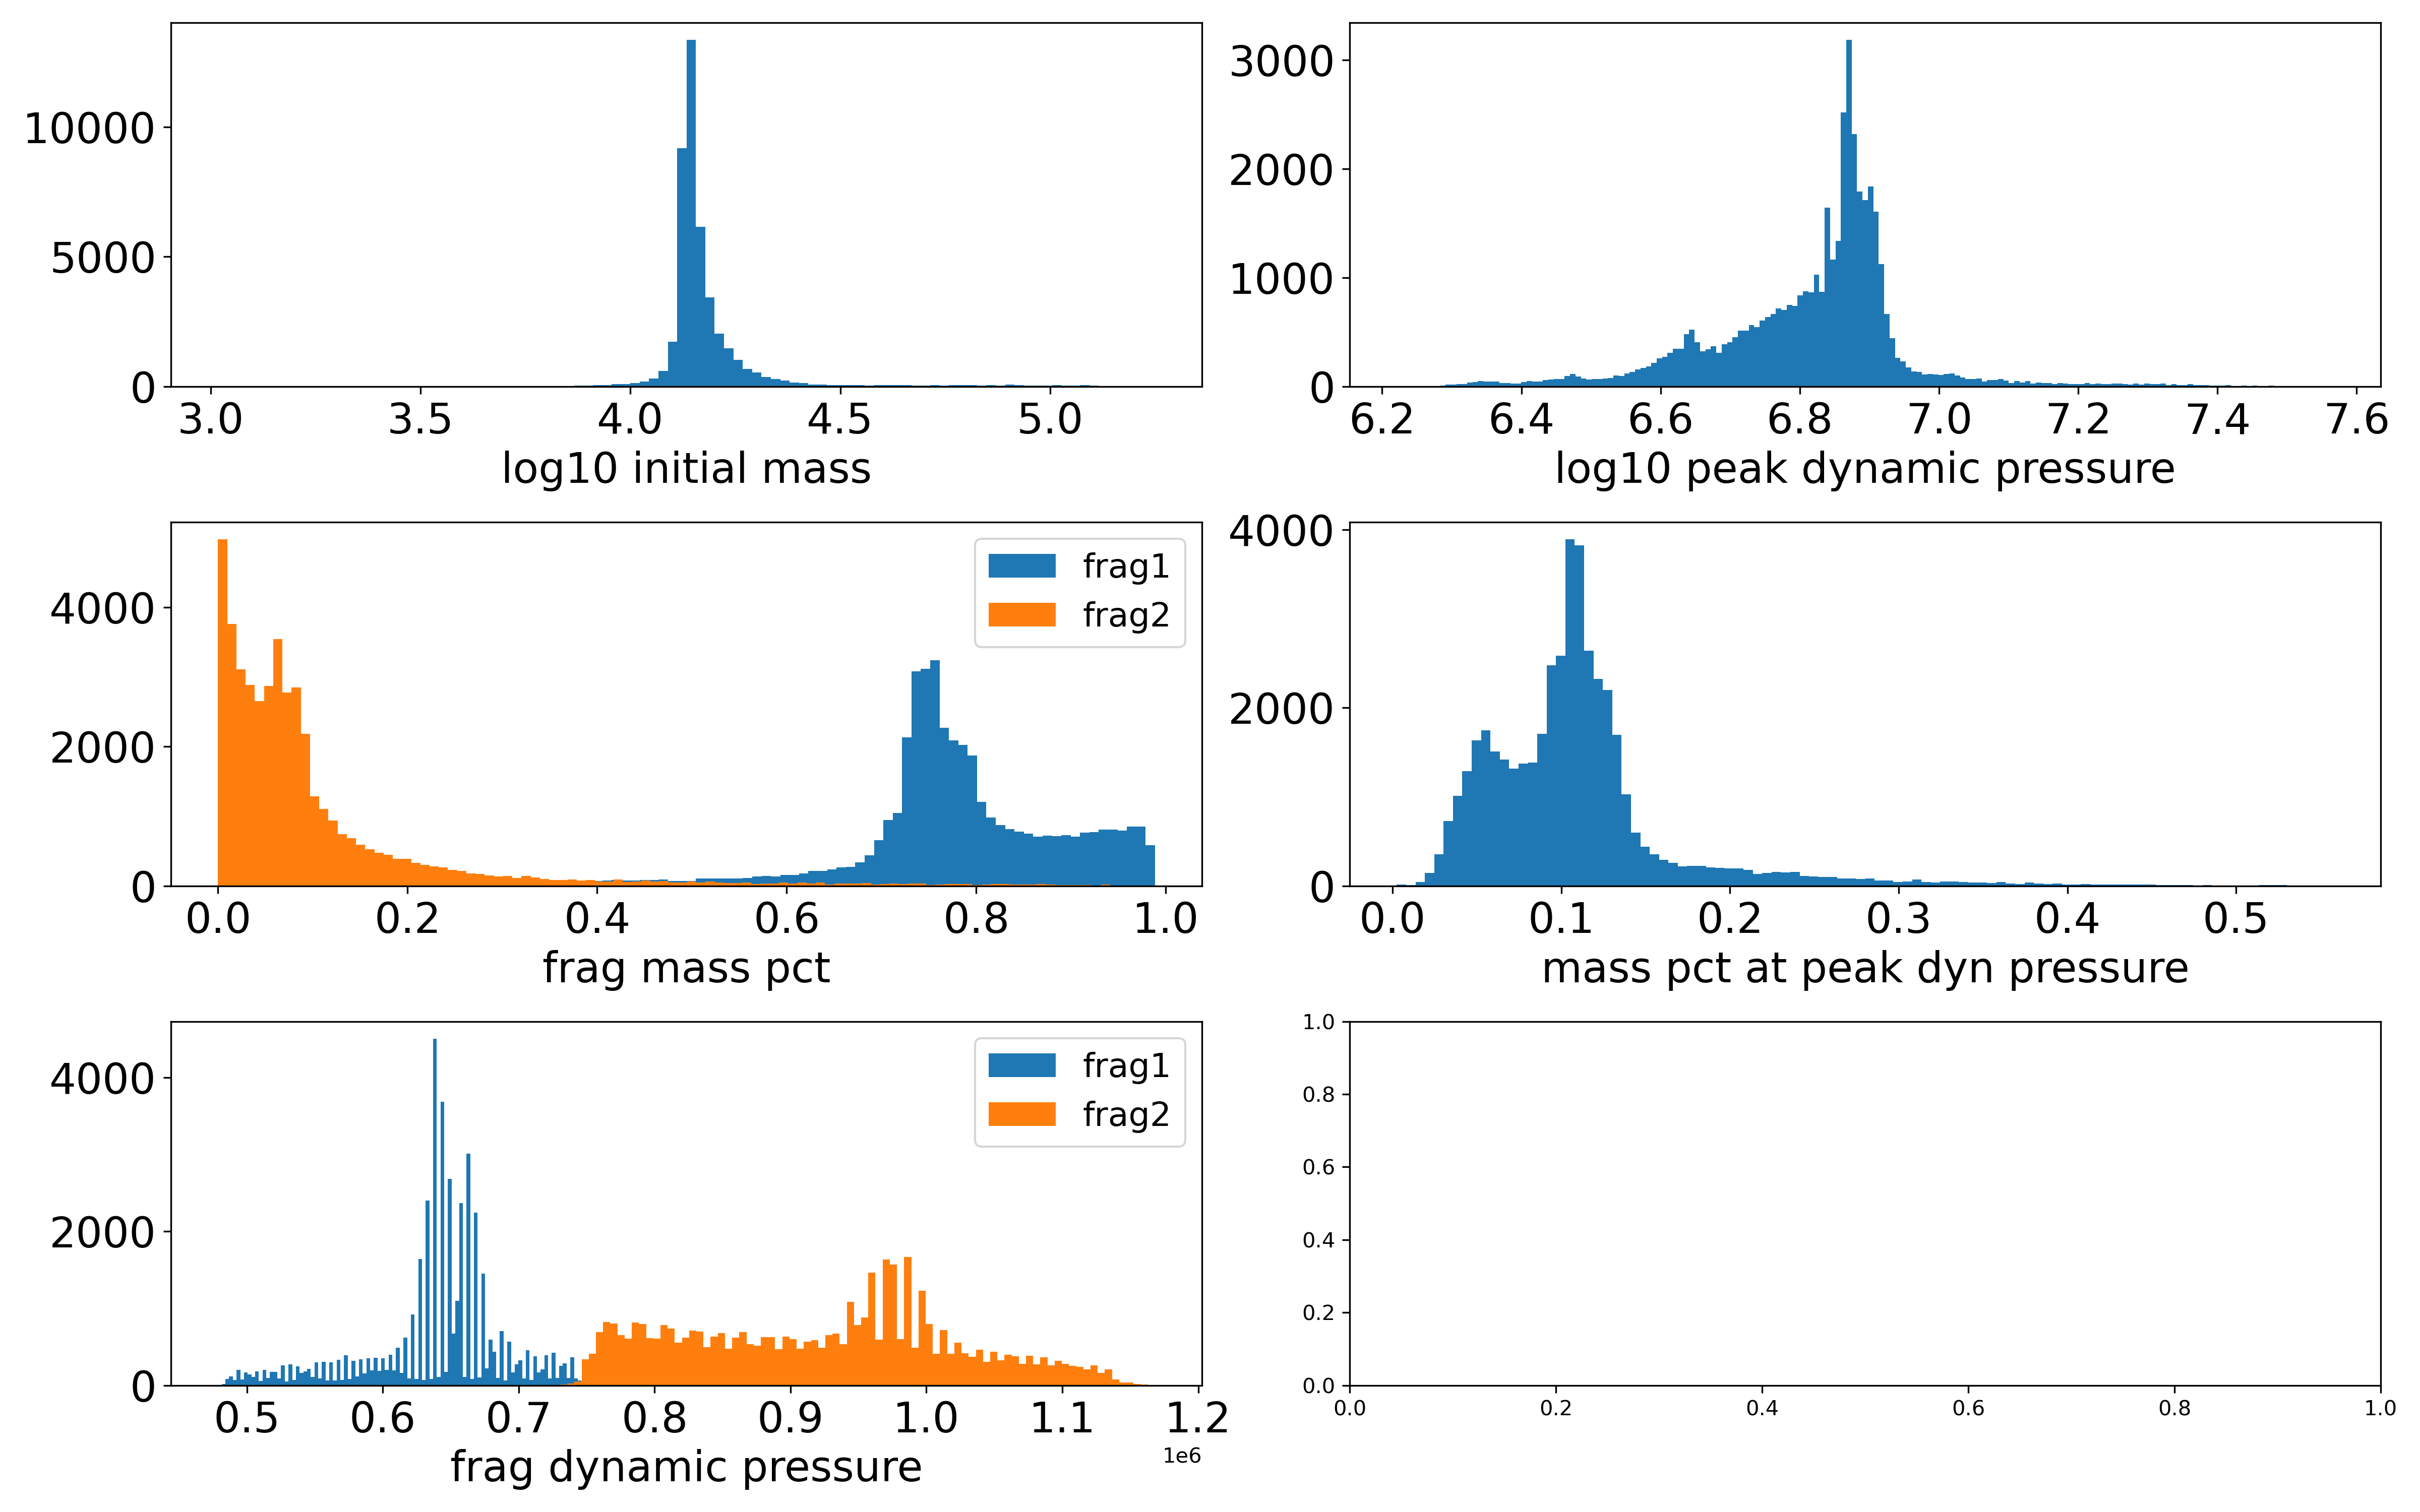 10000
5000
0
3.0 3.5 4.0 4.5 5.0
log10 initial mass
3000
2000
1000
0
6.2 6.4 6.6 6.8 7.0 7.2 7.4 7.6
log10 peak dynamic pressure
4000
2000
0
frag1
frag2
0.0 0.2 0.4 0.6 0.8 1.0
frag mass pct
4000
2000
0
0.0 0.1 0.2 0.3 0.4 0.5
mass pct at peak dyn pressure
4000
2000
0
frag1
frag2
0.5 0.6 0.7 0.8 0.9 1.0 1.1 1.2
1e6
frag dynamic pressure
1.0
0.8
0.6
0.4
0.2
0.0
0.0 0.2 0.4 0.6 0.8 1.0